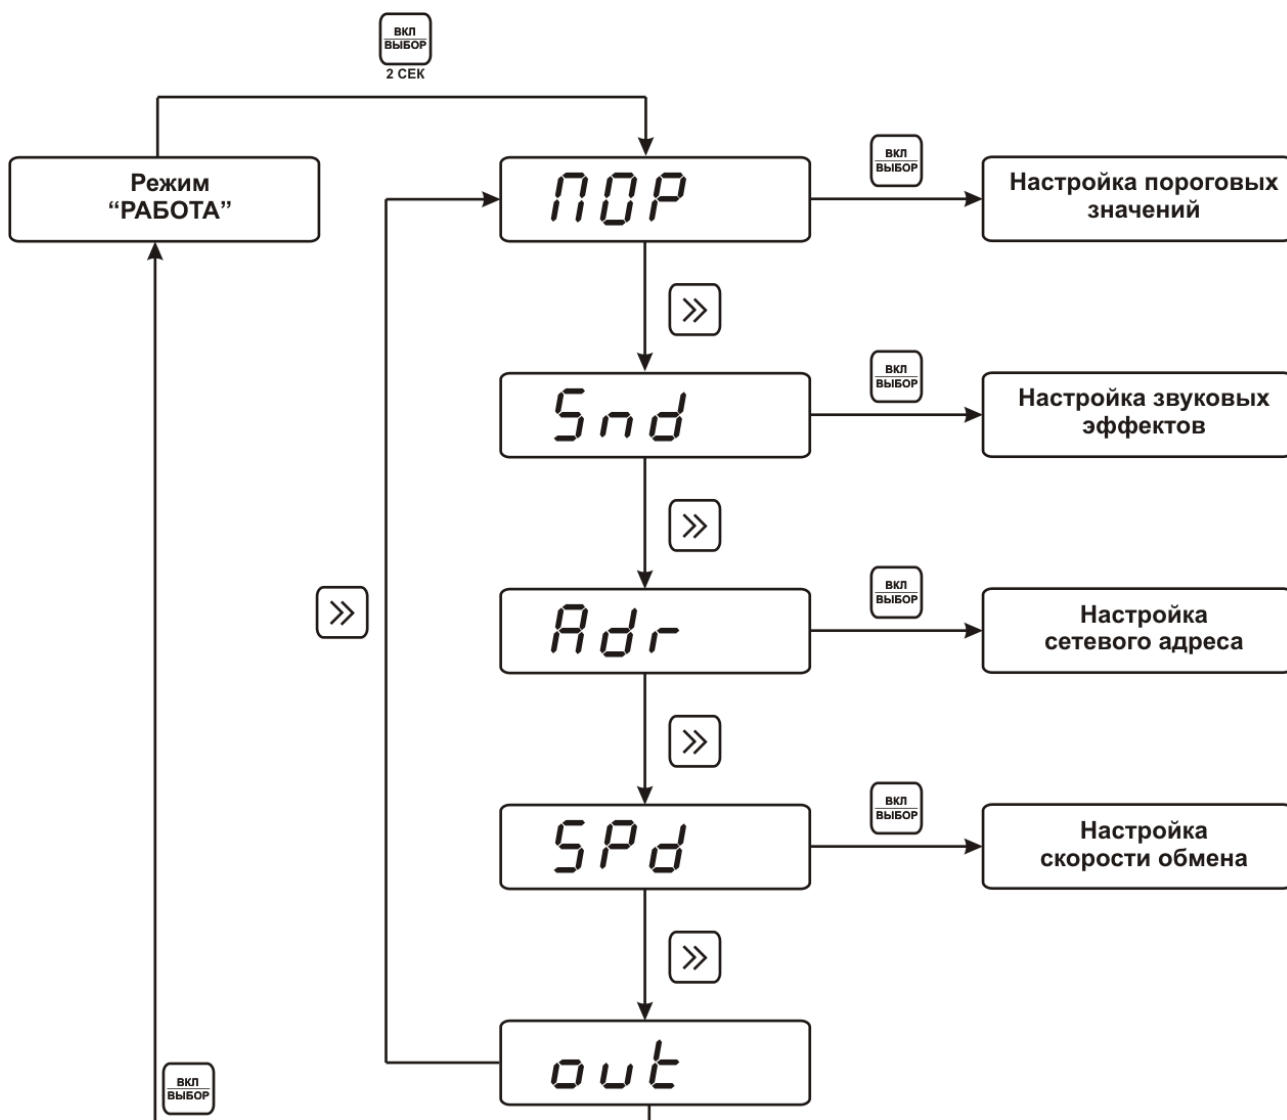 ВКЛ
ВЫБОР
2 СЕК
Режим
“РАБОТА”
ПОР
ВКЛ
ВЫБОР
Настройка пороговых
значений
Snd
ВКЛ
ВЫБОР
Настройка звуковых
эффектов
Adr
ВКЛ
ВЫБОР
Настройка
сетевого адреса
SPd
ВКЛ
ВЫБОР
Настройка
скорости обмена
out
ВКЛ
ВЫБОР